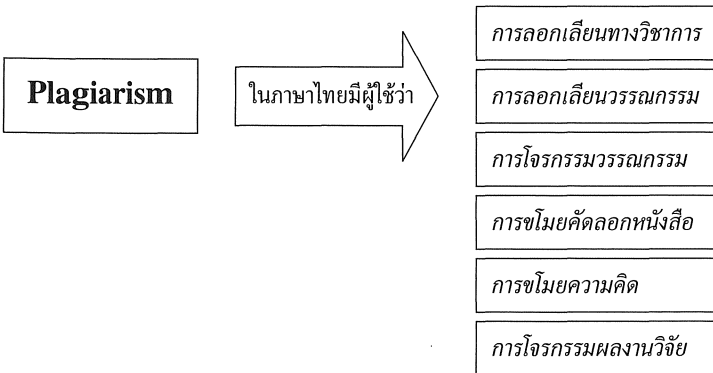 Plagiarism
ในภาษาไทยมีผู้ใช้ว่า
การลอกเลียนทางวิชาการ
การลอกเลียนวรรณกรรม
การโจรกรรมวรรณกรรม
การขโมยคัดลอกหนังสือ
การขโมยความคิด
การโจรกรรมผลงานวิจัย